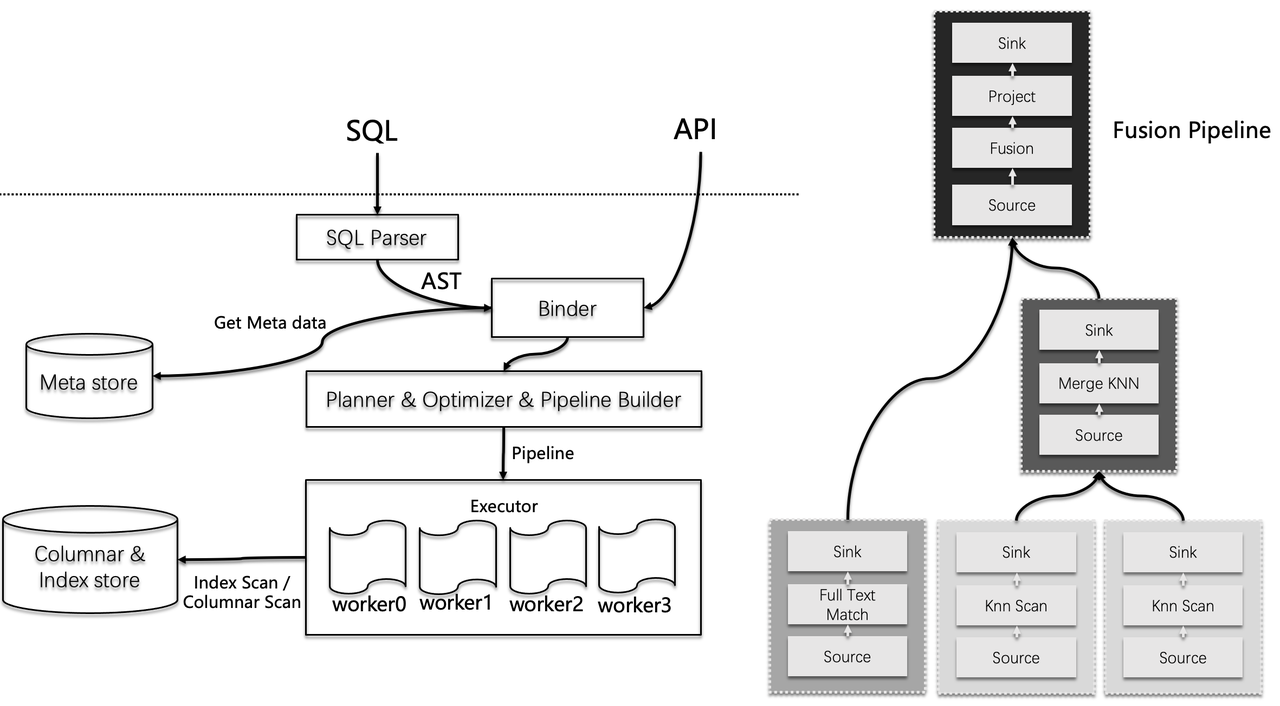 SQL
API
SQL Parser
AST
Binder
Get Meta data
Meta store
Planner & Optimizer & Pipeline Builder
Pipeline
Executor
worker0
worker1
worker2
worker3
Columnar &
Index store
Index Scan /
Columnar Scan
Fusion Pipeline
Sink
Project
Fusion
Source
Sink
Merge KNN
Source
Sink
Full Text
Match
Source
Sink
Knn Scan
Source
Sink
Knn Scan
Source